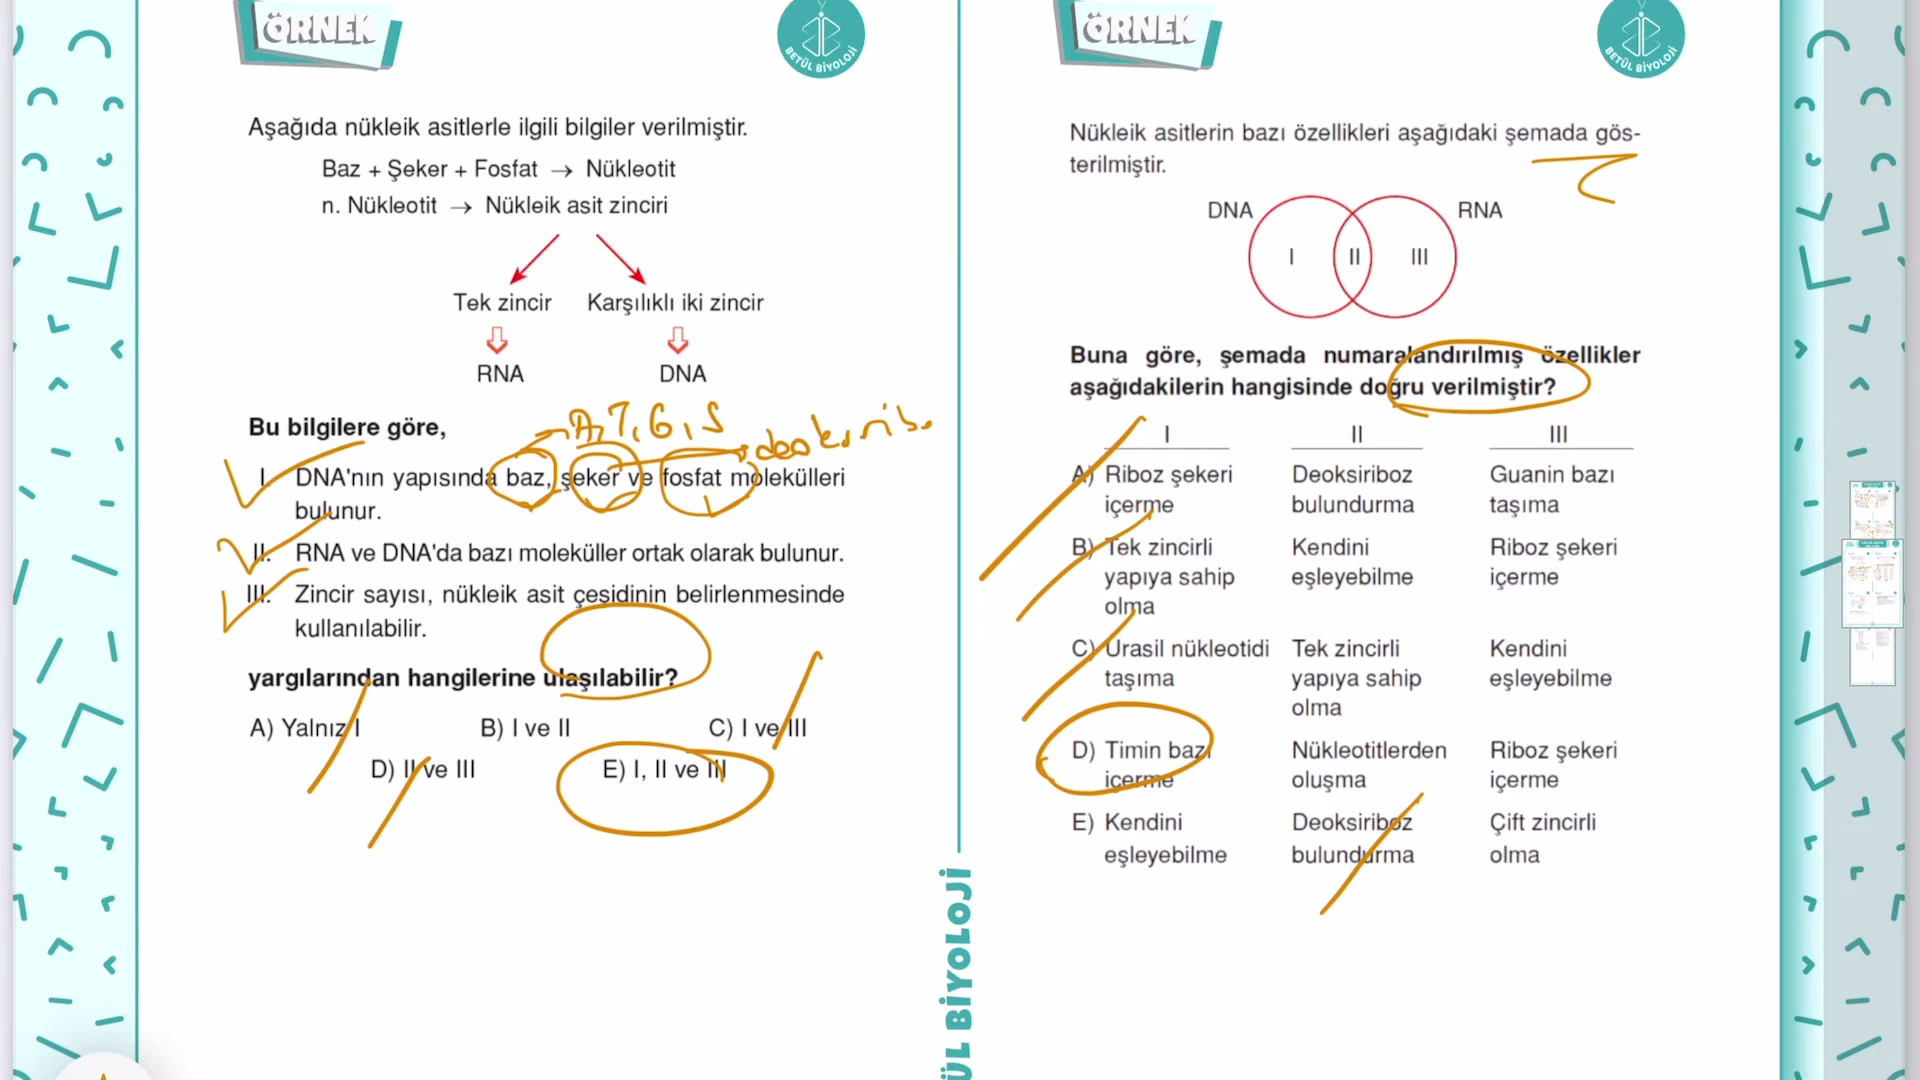 ÖRNEK
BETÜL BİYOLOJİ
Aşağıda nükleik asitlerle ilgili bilgiler verilmiştir.
Baz + Şeker + Fosfat → Nükleotit
n. Nükleotit → Nükleik asit zinciri
Tek zincir Karşılıklı iki zincir
RNA DNA
Bu bilgilere göre,
A, T, G, S
I. DNA'nın yapısında baz, şeker ve fosfat molekülleri
bulunur.
II. RNA ve DNA'da bazı moleküller ortak olarak bulunur.
III. Zincir sayısı, nükleik asit çeşidinin belirlenmesinde
kullanılabilir.
yargılarından hangilerine ulaşılabilir?
A) Yalnız I B) I ve II C) I ve III
D) II ve III E) I, II ve III
ÖRNEK
BETÜL BİYOLOJİ
Nükleik asitlerin bazı özellikleri aşağıdaki şemada gös-
terilmiştir.
DNA RNA
I II III
Buna göre, şemada numaralandırılmış özellikler
aşağıdakilerin hangisinde doğru verilmiştir?
I II III
A) Riboz şekeri Deoksiriboz Guanin bazı
içerme bulundurma taşıma
B) Tek zincirli Kendini Riboz şekeri
yapıya sahip eşleyebilme içerme
olma
C) Urasil nükleotidi Tek zincirli Kendini
taşıma yapıya sahip eşleyebilme
olma
D) Timin bazı Nükleotitlerden Riboz şekeri
içerme oluşma içerme
E) Kendini Deoksiriboz Çift zincirli
eşleyebilme bulundurma olma
ÜL BİYOLOJİ